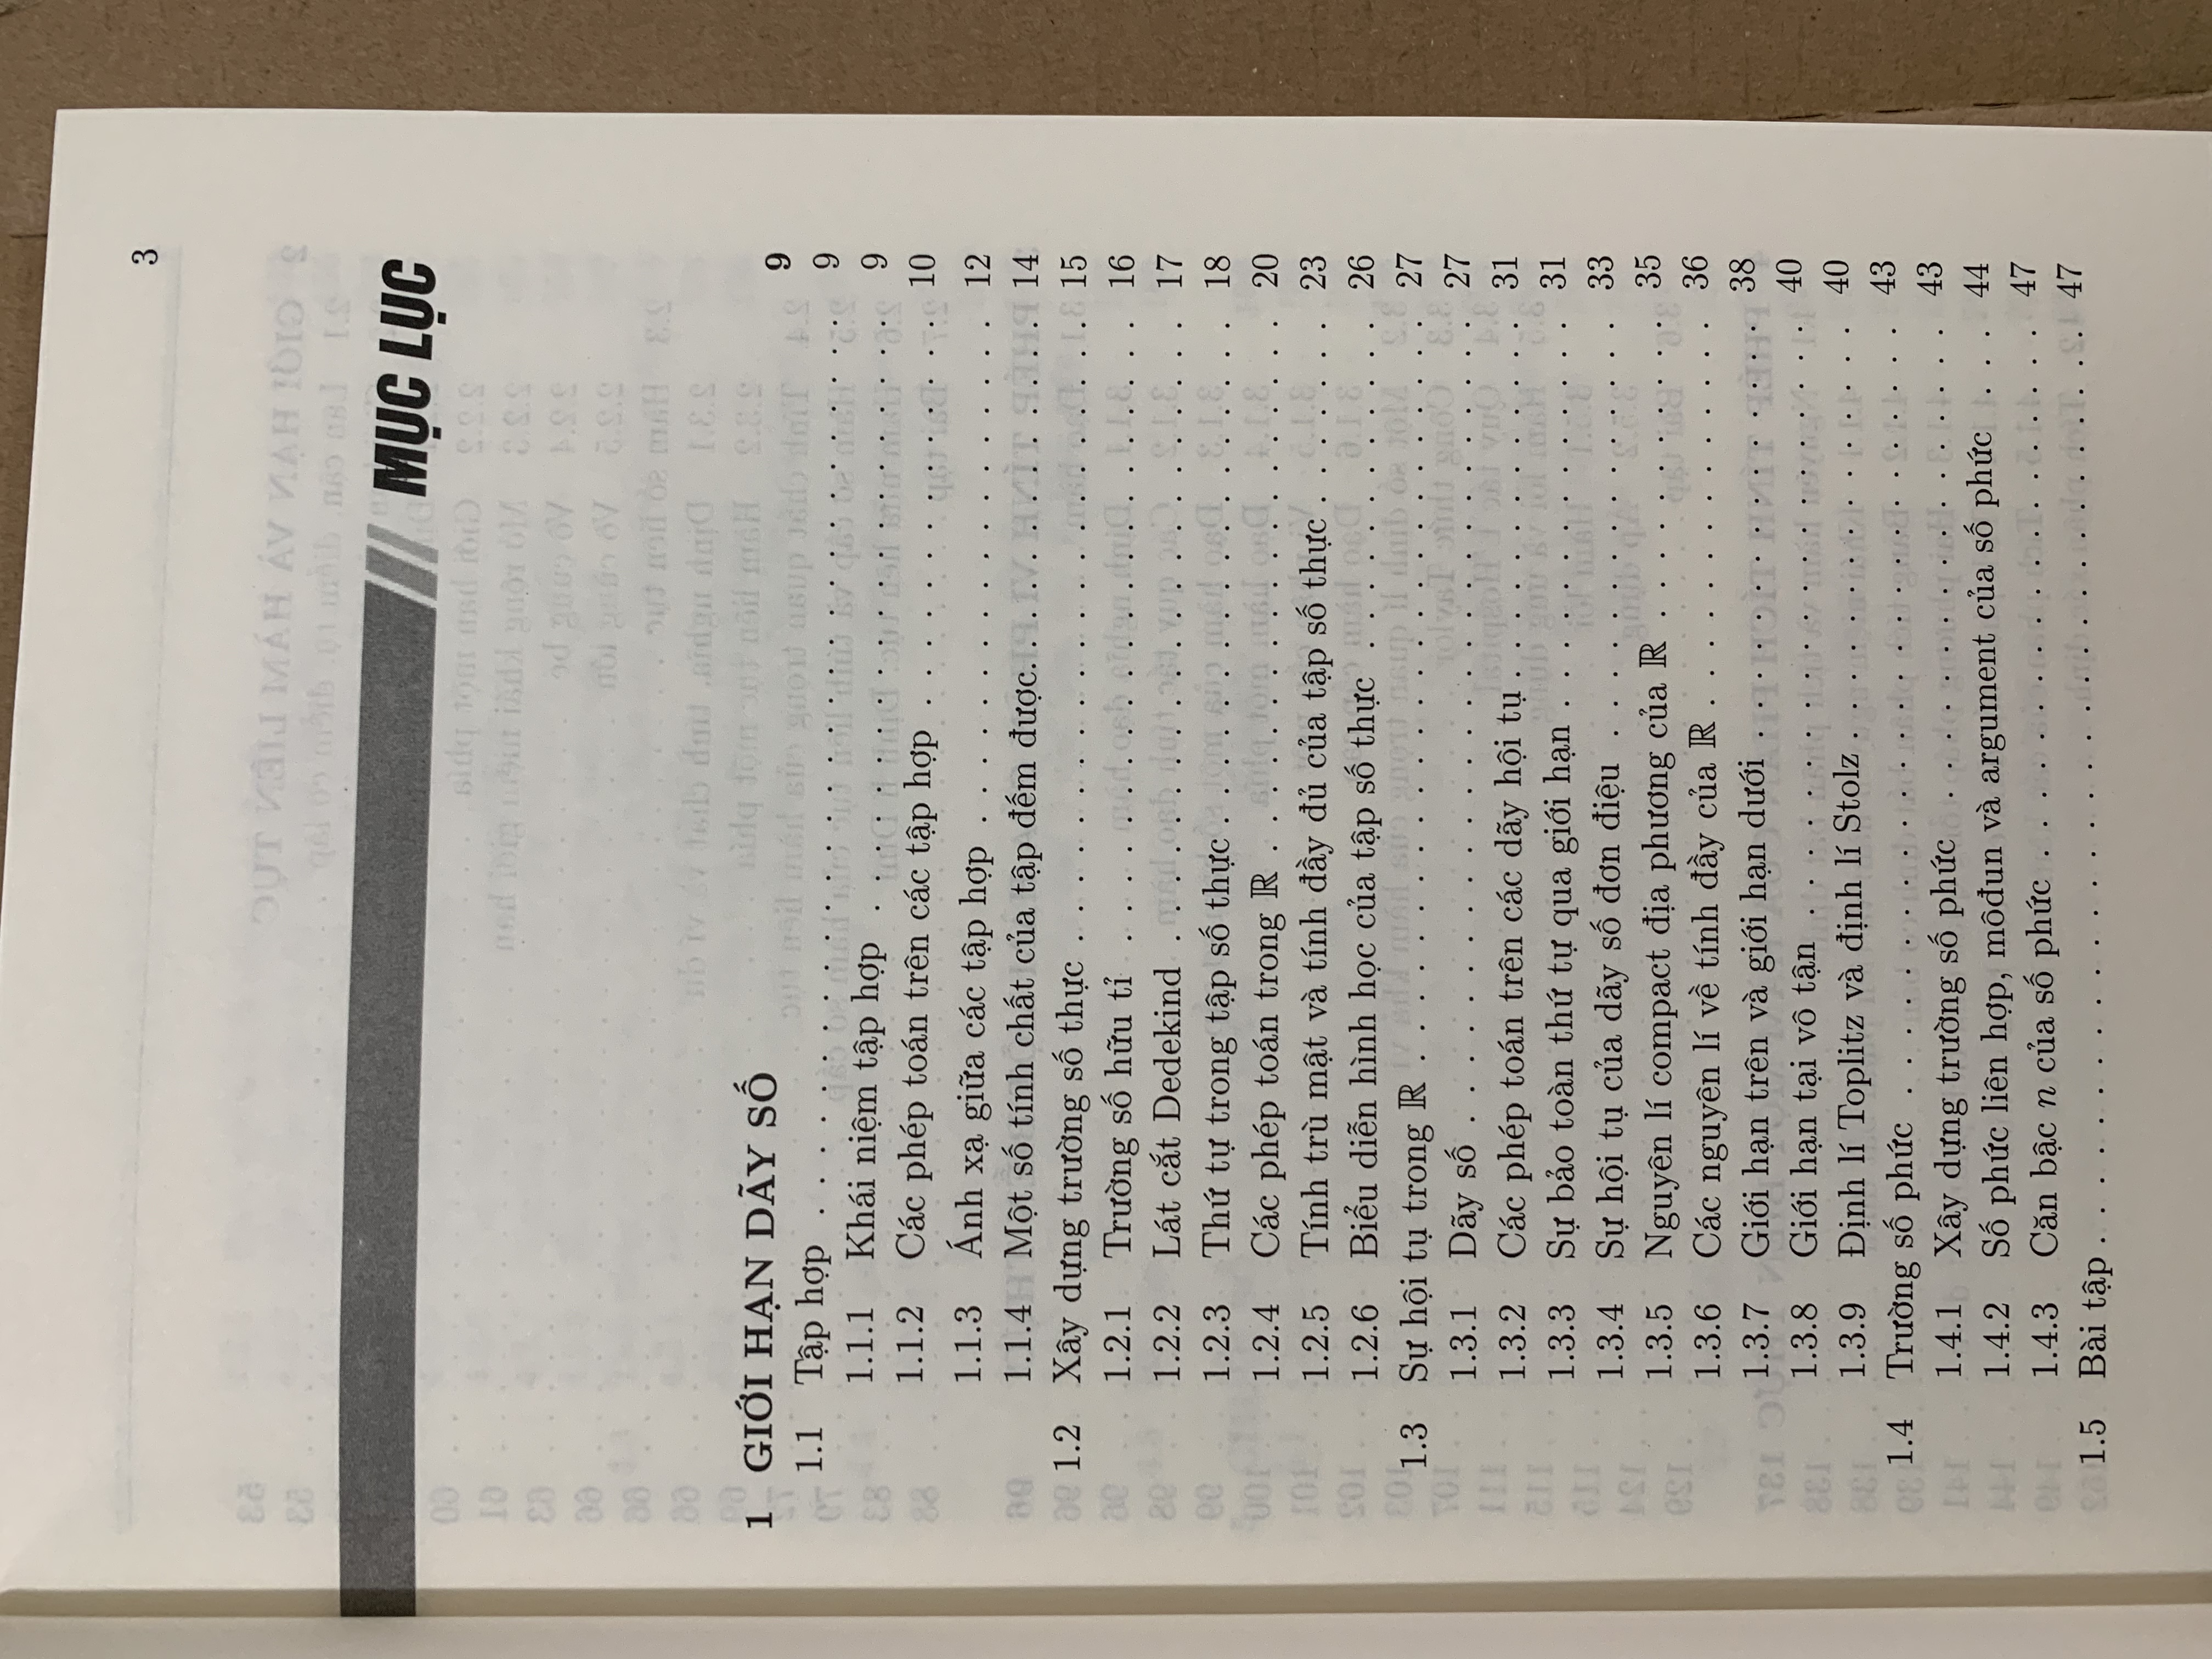 3
MỤC LỤC
1 GIỚI HẠN DÃY SỐ 9
1.1 Tập hợp . . . . . . . . . . . . . . . . . . . . . . . . 9
1.1.1 Khái niệm tập hợp . . . . . . . . . . . . . . . . . . 9
1.1.2 Các phép toán trên các tập hợp . . . . . . . . . . . . 10
1.1.3 Ánh xạ giữa các tập hợp . . . . . . . . . . . . . . . 12
1.1.4 Một số tính chất của tập đếm được. . . . . . . . . . . 14
1.2 Xây dựng trường số thực . . . . . . . . . . . . . . . . . 15
1.2.1 Trường số hữu tỉ . . . . . . . . . . . . . . . . . . 16
1.2.2 Lát cắt Dedekind . . . . . . . . . . . . . . . . . . 17
1.2.3 Thứ tự trong tập số thực . . . . . . . . . . . . . . . 18
1.2.4 Các phép toán trong ℝ . . . . . . . . . . . . . . . . 20
1.2.5 Tính trù mật và tính đầy đủ của tập số thực . . . . . . 23
1.2.6 Biểu diễn hình học của tập số thực . . . . . . . . . . 26
1.3 Sự hội tụ trong ℝ . . . . . . . . . . . . . . . . . . . . 27
1.3.1 Dãy số . . . . . . . . . . . . . . . . . . . . . . . 27
1.3.2 Các phép toán trên các dãy hội tụ . . . . . . . . . . . 31
1.3.3 Sự bảo toàn thứ tự qua giới hạn . . . . . . . . . . . . 31
1.3.4 Sự hội tụ của dãy số đơn điệu . . . . . . . . . . . . 33
1.3.5 Nguyên lí compact địa phương của ℝ . . . . . . . . . . 35
1.3.6 Các nguyên lí về tính đầy của ℝ . . . . . . . . . . . . 36
1.3.7 Giới hạn trên và giới hạn dưới . . . . . . . . . . . . 38
1.3.8 Giới hạn tại vô tận . . . . . . . . . . . . . . . . . 40
1.3.9 Định lí Toplitz và định lí Stolz . . . . . . . . . . . 40
1.4 Trường số phức . . . . . . . . . . . . . . . . . . . . . 43
1.4.1 Xây dựng trường số phức . . . . . . . . . . . . . . . 43
1.4.2 Số phức liên hợp, môđun và argument của số phức . . . . 44
1.4.3 Căn bậc n của số phức . . . . . . . . . . . . . . . . 47
1.5 Bài tập . . . . . . . . . . . . . . . . . . . . . . . . . 47